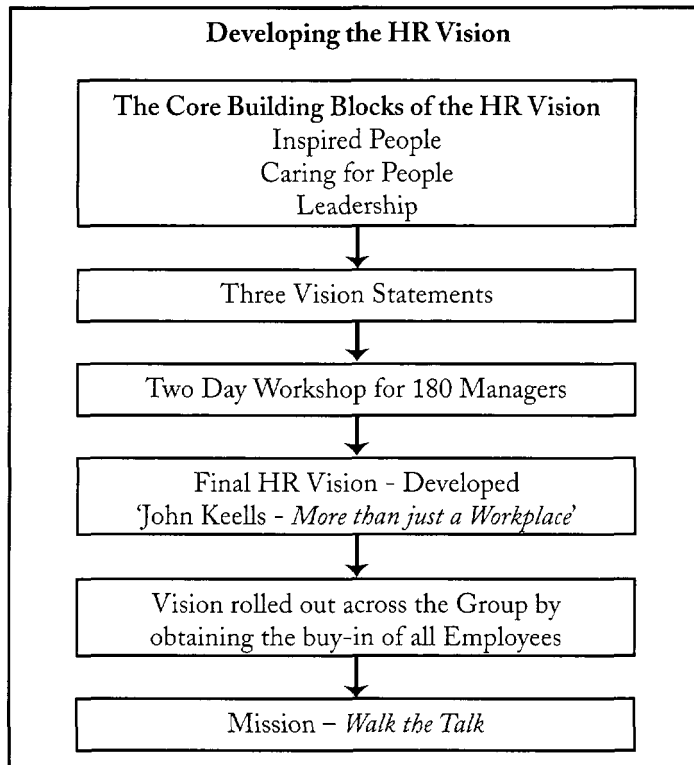 Developing the HR Vision
The Core Building Blocks of the HR Vision
Inspired People
Caring for People
Leadership
Three Vision Statements
Two Day Workshop for 180 Managers
Final HR Vision - Developed
'John Keells - More than just a Workplace'
Vision rolled out across the Group by
obtaining the buy-in of all Employees
Mission – Walk the Talk